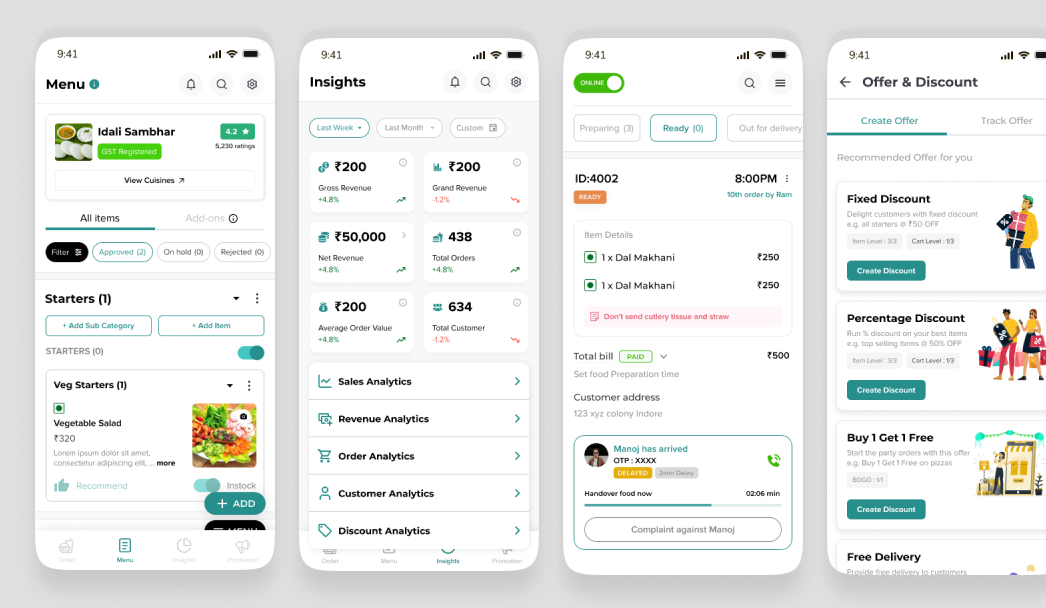 9:41
Menu
Idali Sambhar
GST Registered
4.2
5,230 ratings
View Cuisines
All items
Add-ons
Filter
Approved (2)
On hold (0)
Rejected (0)
Starters (1)
+ Add Sub Category
+ Add Item
STARTERS (0)
Veg Starters (1)
Vegetable Salad
₹320
Lorem ipsum dolor sit amet,
consectetur adipiscing elit, ... more
Recommend
Instock
+ ADD
MENU
Order
Menu
Insights
Promotion
9:41
Insights
Last Week
Last Month
Custom
₹200
Gross Revenue
+4.8%
₹200
Grand Revenue
-1.2%
₹50,000
Net Revenue
+4.8%
438
Total Orders
+4.8%
₹200
Average Order Value
+4.8%
634
Total Customer
-1.2%
Sales Analytics
Revenue Analytics
Order Analytics
Customer Analytics
Discount Analytics
Order
Menu
Insights
Promotion
9:41
ONLINE
Preparing (3)
Ready (0)
Out for delivery
ID:4002
8:00PM
READY
10th order by Ram
Item Details
1 x Dal Makhani
₹250
1 x Dal Makhani
₹250
Don't send cutlery tissue and straw
Total bill
PAID
₹500
Set food Preparation time
Customer address
123 xyz colony Indore
Manoj has arrived
OTP : XXXX
DELAYED
2min Delay
Handover food now
02:06 min
Complaint against Manoj
9:41
Offer & Discount
Create Offer
Track Offer
Recommended Offer for you
Fixed Discount
Delight customers with fixed discount
e.g. all starters @ ₹50 OFF
Item Level : 3/3
Cart Level : 1/3
Create Discount
Percentage Discount
Run % discount on your best items
e.g. top selling items @ 50% OFF
Item Level : 3/3
Cart Level : 1/3
Create Discount
Buy 1 Get 1 Free
Start the party orders with this offer
e.g. Buy 1 Get 1 Free on pizzas
BOGO : 1/1
Create Discount
Free Delivery
Provide free delivery to customers